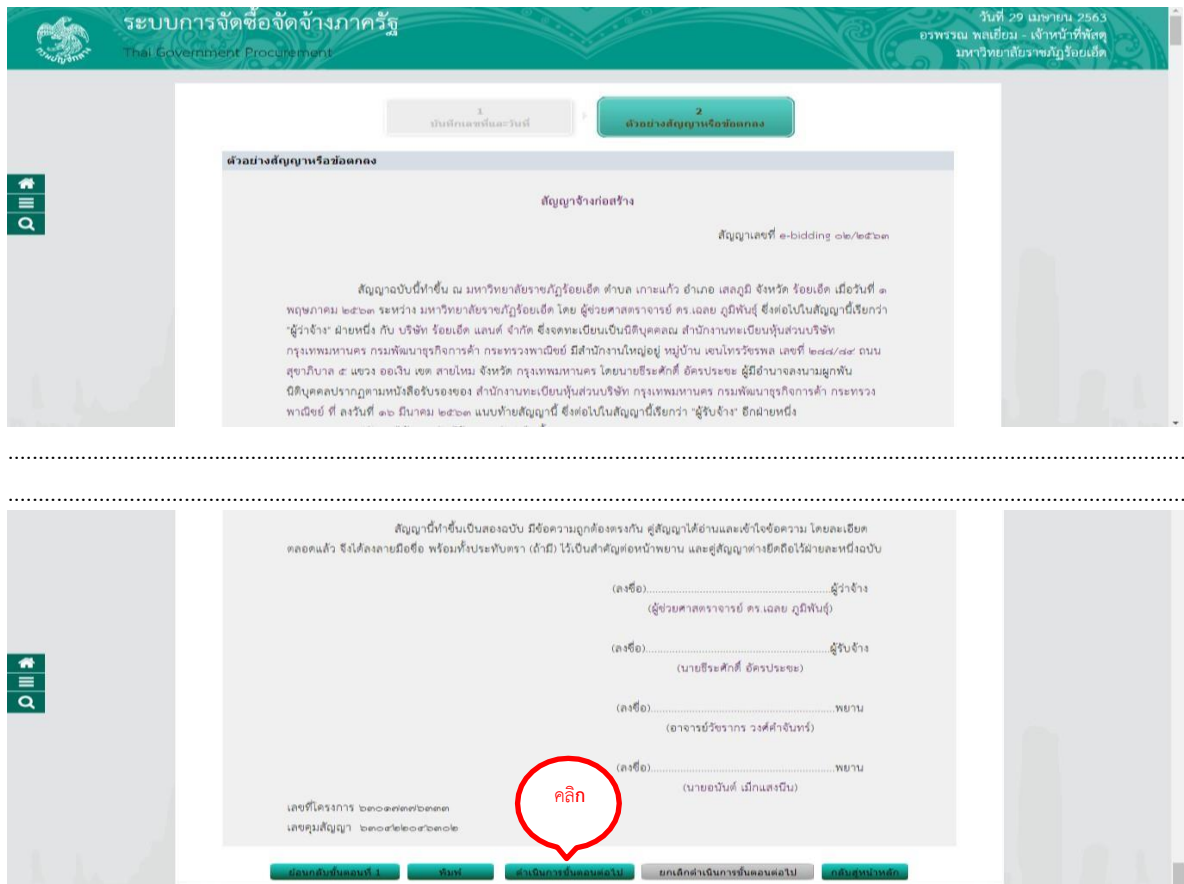 ระบบการจัดซื้อจัดจ้างภาครัฐ
Thai Government Procurement
วันที่ 29 เมษายน 2563
อรพรรณ พลเยี่ยม - เจ้าหน้าที่พัสดุ
มหาวิทยาลัยราชภัฏร้อยเอ็ด
1
บันทึกเลขที่และวันที่
2
ตัวอย่างสัญญาหรือข้อตกลง
ตัวอย่างสัญญาหรือข้อตกลง
สัญญาจ้างก่อสร้าง
สัญญาเลขที่ e-bidding ๐๒/๒๕๖๓
สัญญาฉบับนี้ทำขึ้น ณ มหาวิทยาลัยราชภัฏร้อยเอ็ด ตำบล เกาะแก้ว อำเภอ เสลภูมิ จังหวัด ร้อยเอ็ด เมื่อวันที่ ๑
พฤษภาคม ๒๕๖๓ ระหว่าง มหาวิทยาลัยราชภัฏร้อยเอ็ด โดย ผู้ช่วยศาสตราจารย์ ดร.เฉลย ภูมิพันธุ์ ซึ่งต่อไปในสัญญานี้เรียกว่า
"ผู้ว่าจ้าง" ฝ่ายหนึ่ง กับ บริษัท ร้อยเอ็ด แลนด์ จำกัด ซึ่งจดทะเบียนเป็นนิติบุคคลณ สำนักงานทะเบียนหุ้นส่วนบริษัท
กรุงเทพมหานคร กรมพัฒนาธุรกิจการค้า กระทรวงพาณิชย์ มีสำนักงานใหญ่อยู่ หมู่บ้าน เซนโทรวัชรพล เลขที่ ๒๘๘/๘๙ ถนน
สุขาภิบาล ๕ แขวง ออเงิน เขต สายไหม จังหวัด กรุงเทพมหานคร โดยนายธีระศักดิ์ อัครประชะ ผู้มีอำนาจลงนามผูกพัน
นิติบุคคลปรากฏตามหนังสือรับรองของ สำนักงานทะเบียนหุ้นส่วนบริษัท กรุงเทพมหานคร กรมพัฒนาธุรกิจการค้า กระทรวง
พาณิชย์ ที่ ลงวันที่ ๑๖ มีนาคม ๒๕๖๓ แนบท้ายสัญญานี้ ซึ่งต่อไปในสัญญานี้เรียกว่า "ผู้รับจ้าง" อีกฝ่ายหนึ่ง
สัญญานี้ทำขึ้นเป็นสองฉบับ มีข้อความถูกต้องตรงกัน คู่สัญญาได้อ่านและเข้าใจข้อความ โดยละเอียด
ตลอดแล้ว จึงได้ลงลายมือชื่อ พร้อมทั้งประทับตรา (ถ้ามี) ไว้เป็นสำคัญต่อหน้าพยาน และคู่สัญญาต่างยึดถือไว้ฝ่ายละหนึ่งฉบับ
(ลงชื่อ)..................................................ผู้ว่าจ้าง
(ผู้ช่วยศาสตราจารย์ ดร.เฉลย ภูมิพันธุ์)
(ลงชื่อ)..................................................ผู้รับจ้าง
(นายธีระศักดิ์ อัครประชะ)
(ลงชื่อ)..................................................พยาน
(อาจารย์วัชรากร วงศ์คำจันทร์)
(ลงชื่อ)..................................................พยาน
(นายอนันต์ เม็กแสงนิน)
คลิก
เลขที่โครงการ
เลขคุมสัญญา
ย้อนกลับขั้นตอนที่ 1 พิมพ์ ดำเนินการขั้นตอนต่อไป ยกเลิกดำเนินการขั้นตอนต่อไป กลับสู่หน้าหลัก